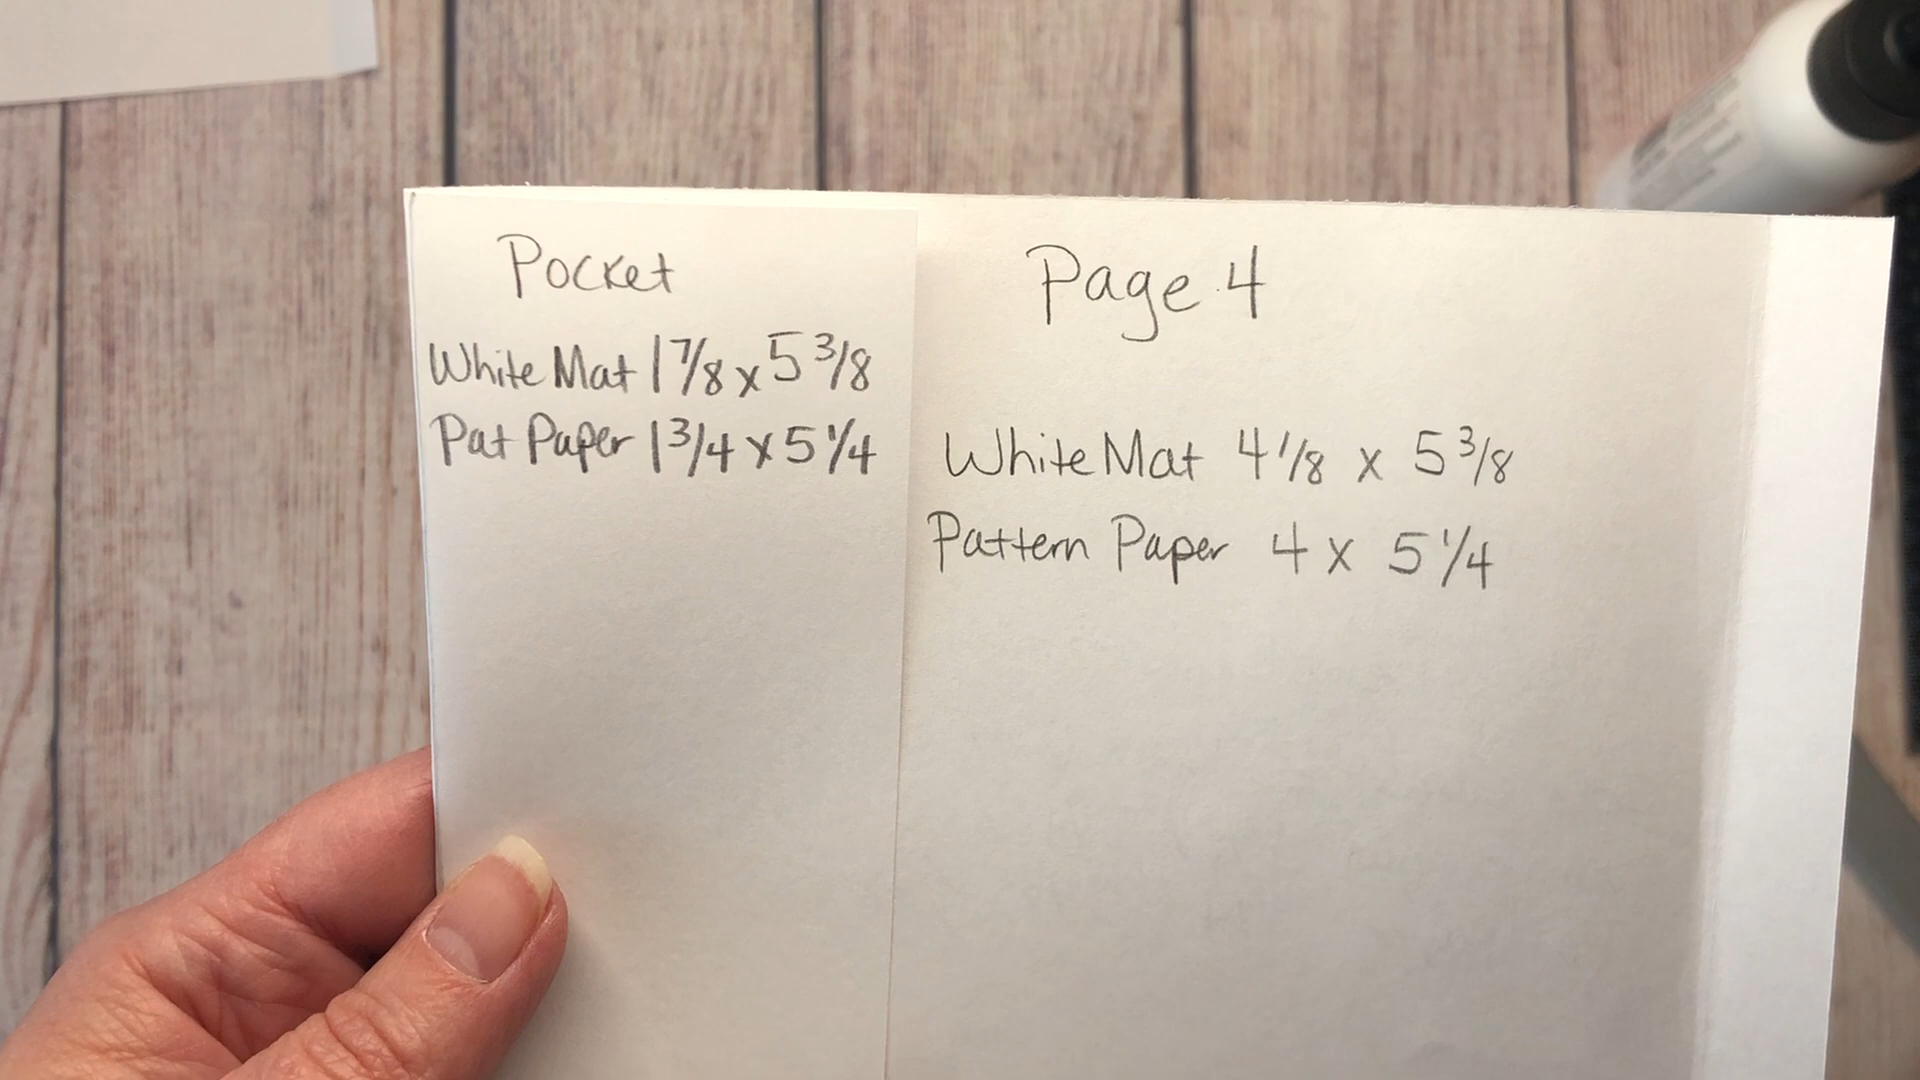 Pocket
White Mat 1 7/8 x 5 3/8
Pat Paper 1 3/4 x 5 1/4
Page 4
White Mat 4 1/8 x 5 3/8
Pattern Paper 4 x 5 1/4